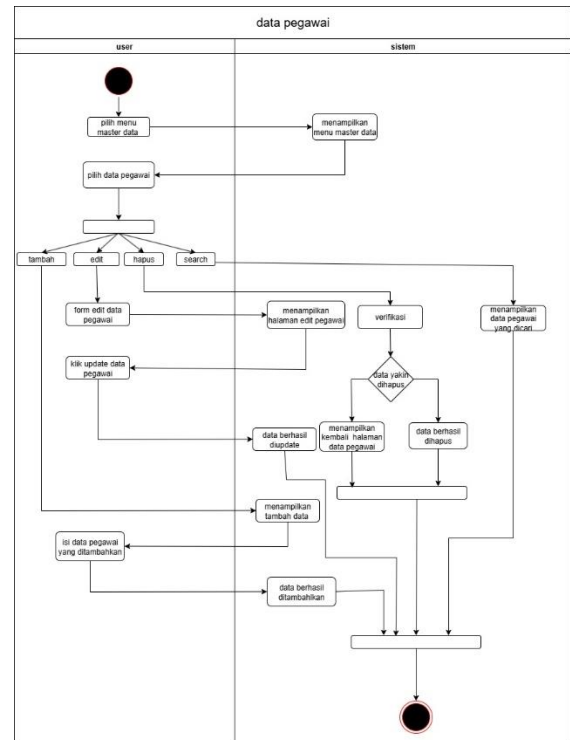 data pegawai
user
sistem
pilih menu
master data
menampilkan
menu master data
pilih data pegawai
tambah
edit
hapus
search
form edit data
pegawai
menampilkan
halaman edit pegawai
verifikasi
menampilkan
data pegawai
yang dicari
klik update data
pegawai
data yakin
dihapus
menampilkan
kembali halaman
data pegawai
data berhasil
dihapus
data berhasil
diupdate
menampilkan
tambah data
isi data pegawai
yang ditambahkan
data berhasil
ditambahlkan